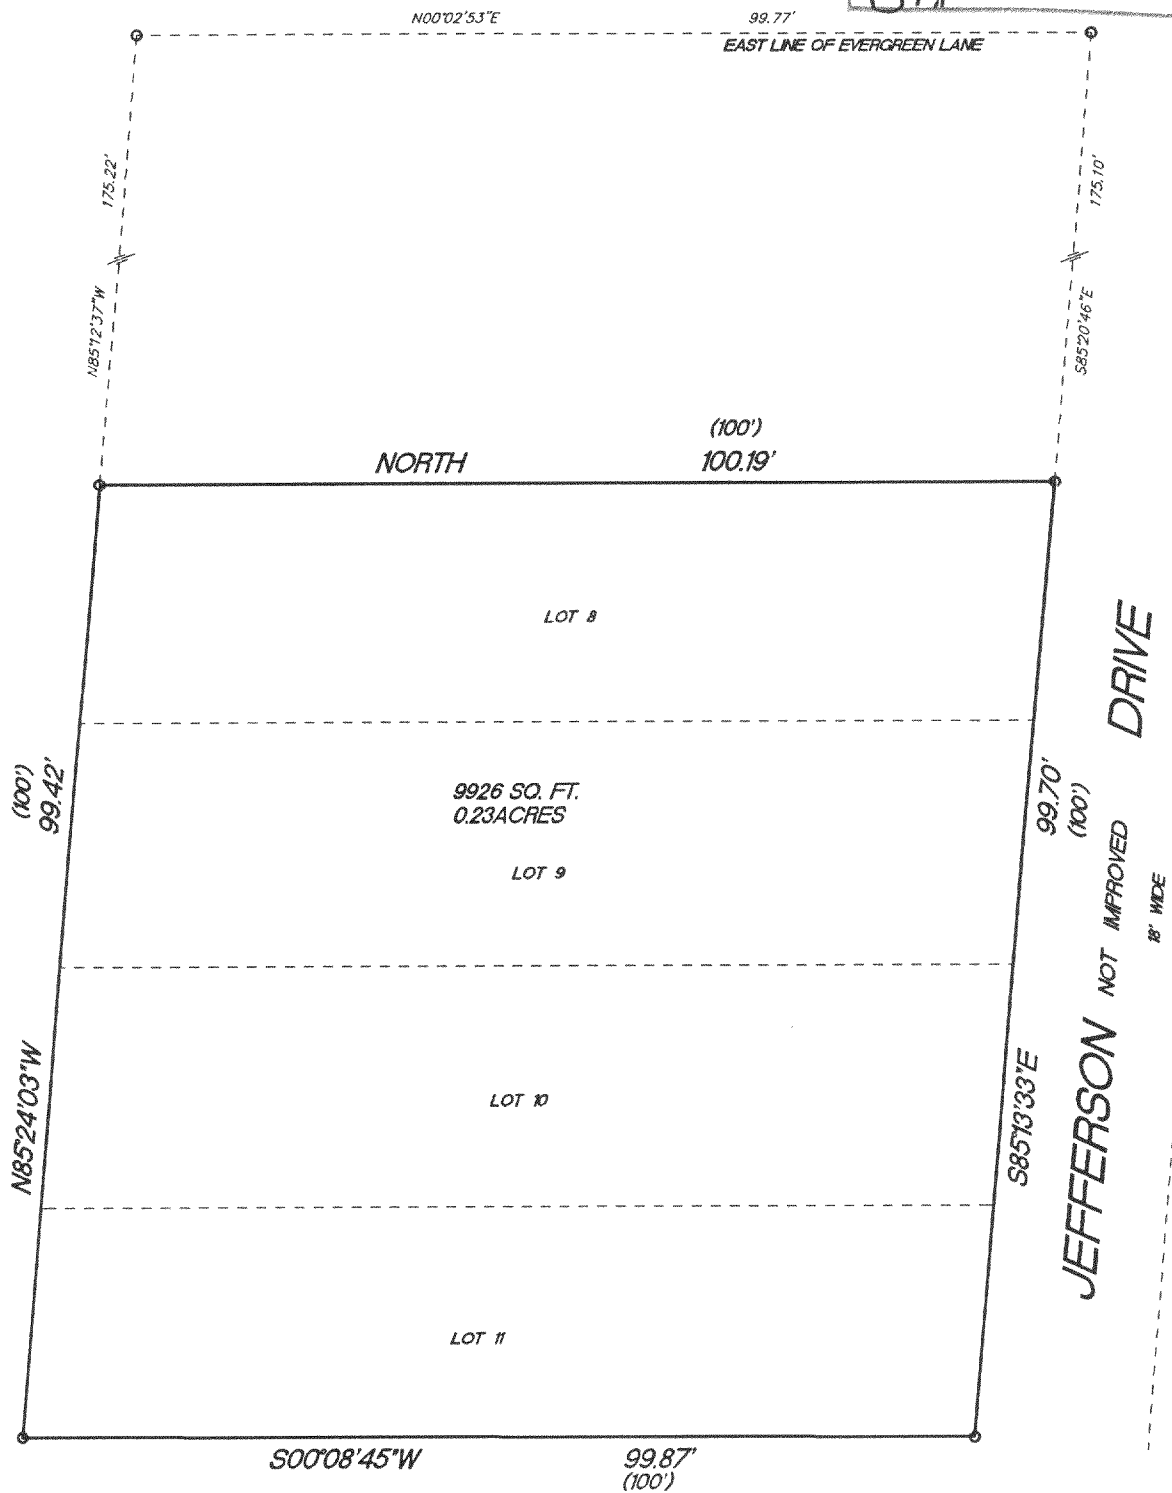 N00°02'53"E 99.77'
EAST LINE OF EVERGREEN LANE
175.22'
N85°12'37"W
175.10'
S85°20'46"E
(100')
NORTH 100.19'
LOT 8
(100')
99.42'
N85°24'03"W
9926 SQ. FT.
0.23ACRES
LOT 9
LOT 10
LOT 11
99.70'
(100')
S85°13'33"E
JEFFERSON DRIVE
NOT IMPROVED
18' WIDE
S00°08'45"W 99.87'
(100')